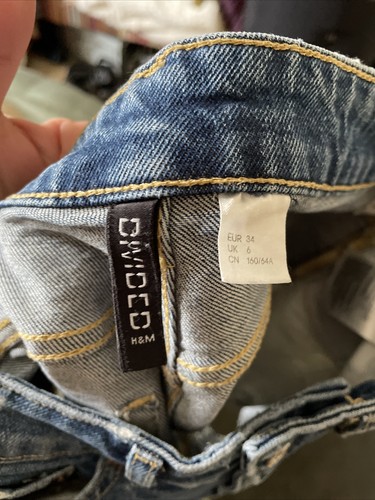 DIVIDED
H&M
EUR 34
UK 6
CN 160/64A